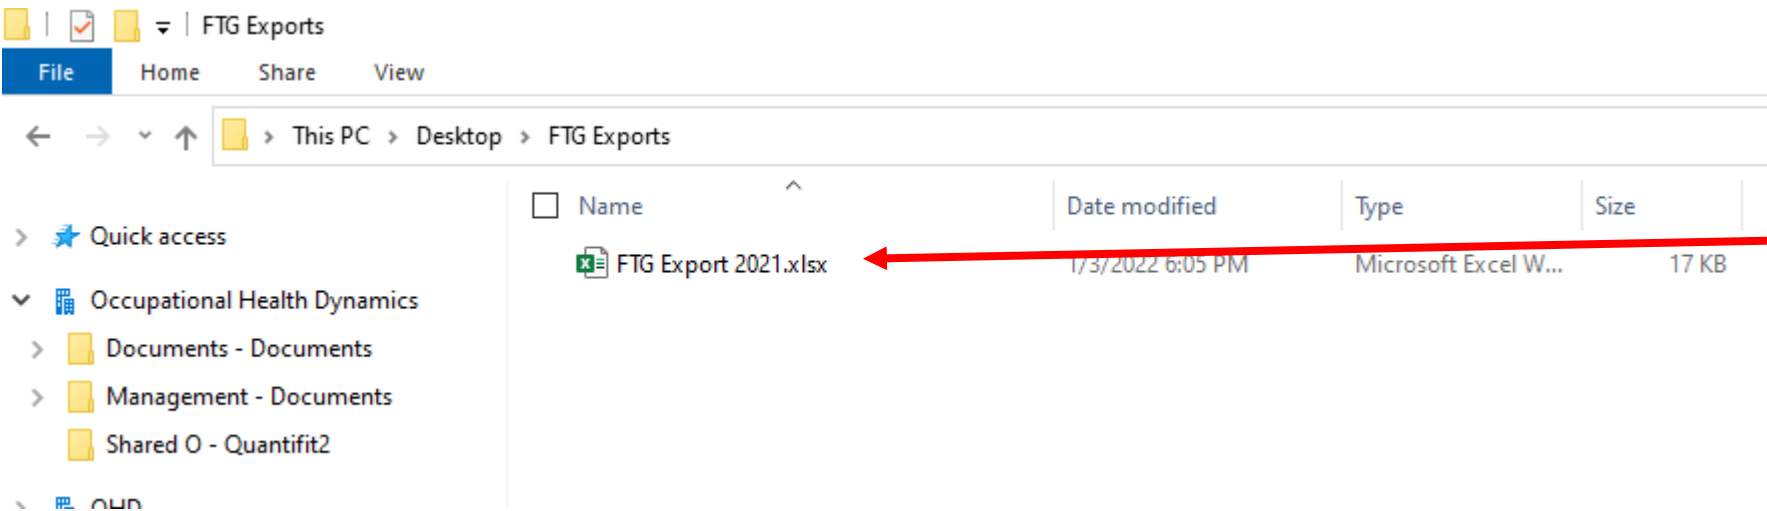 FTG Exports
File Home Share View
This PC > Desktop > FTG Exports
Name Date modified Type Size
Quick access
FTG Export 2021.xlsx 1/3/2022 6:05 PM Microsoft Excel W... 17 KB
Occupational Health Dynamics
Documents - Documents
Management - Documents
Shared O - Quantifit2
OHD